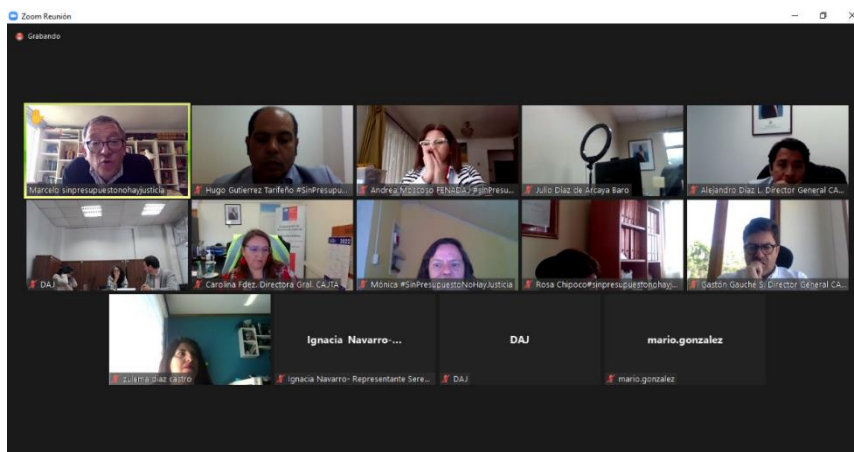 Zoom Reunión
Grabando
Marcelo sinpresupuestonohayjusticia
Hugo Gutierrez Tarifeño #SinPresupu...
Andrea Moscoso FENADAJ #sinPresu...
Julio Díaz de Arcaya Baro
Alejandro Díaz L. Director General CA...
DAJ
Carolina Fdez. Directora Gral. CAJTA
Mónica #SinPresupuestoNoHayJusticia
Rosa Chipoco#sinpresupuestonohayj...
Gastón Gauché S. Director General CA...
zulema diaz castro
Ignacia Navarro-...
Ignacia Navarro- Representante Sere...
DAJ
DAJ
mario.gonzalez
mario.gonzalez
2022